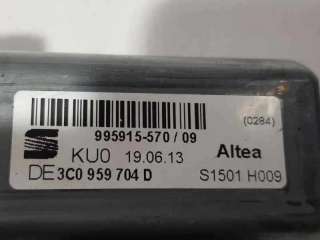 995915-570 / 09
(0284)
KU0 19.06.13 Altea
DE 3C0 959 704 D S1501 H009